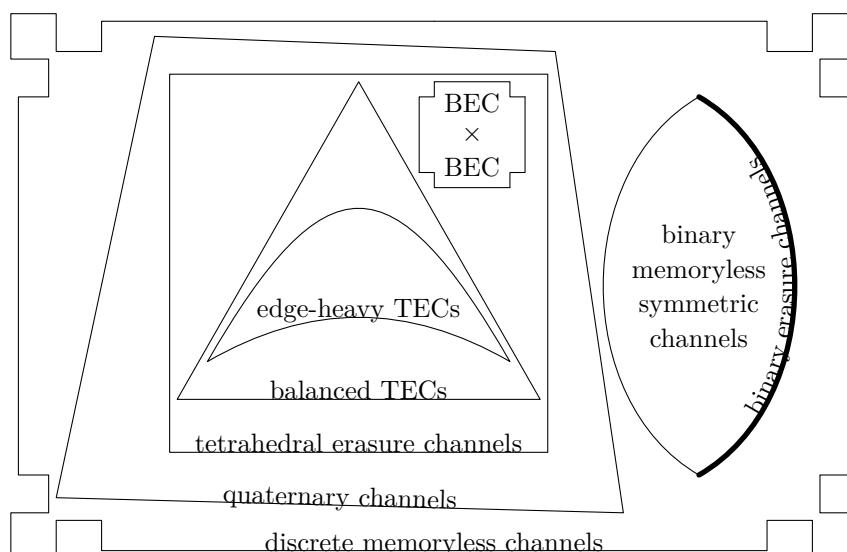 BEC
×
BEC
binary
memoryless
symmetric
channels
binary erasure channels
edge-heavy TECs
balanced TECs
tetrahedral erasure channels
quaternary channels
discrete memoryless channels